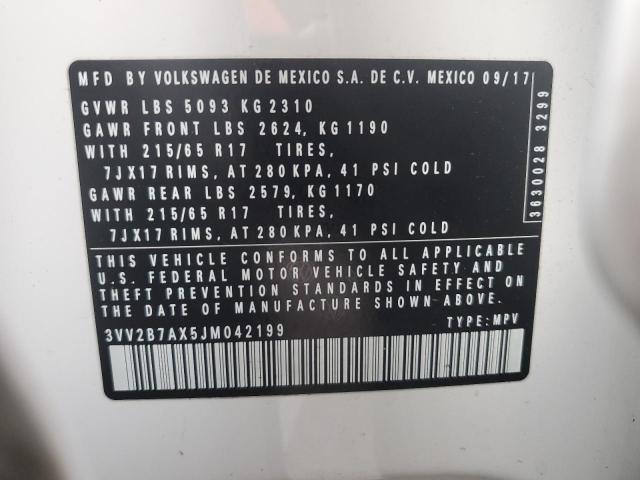 MFD BY VOLKSWAGEN DE MEXICO S.A. DE C.V. MEXICO 09/17
GVWR LBS 5093 KG 2310
GAWR FRONT LBS 2624, KG 1190
WITH 215/65 R17 TIRES,
7JX17 RIMS, AT 280 KPA, 41 PSI COLD
GAWR REAR LBS 2579, KG 1170
WITH 215/65 R17 TIRES,
7JX17 RIMS, AT 280 KPA, 41 PSI COLD
THIS VEHICLE CONFORMS TO ALL APPLICABLE
U.S. FEDERAL MOTOR VEHICLE SAFETY AND
THEFT PREVENTION STANDARDS IN EFFECT ON
THE DATE OF MANUFACTURE SHOWN ABOVE
3VV2B7AX5JM042199 TYPE: MPV
3630028 3299